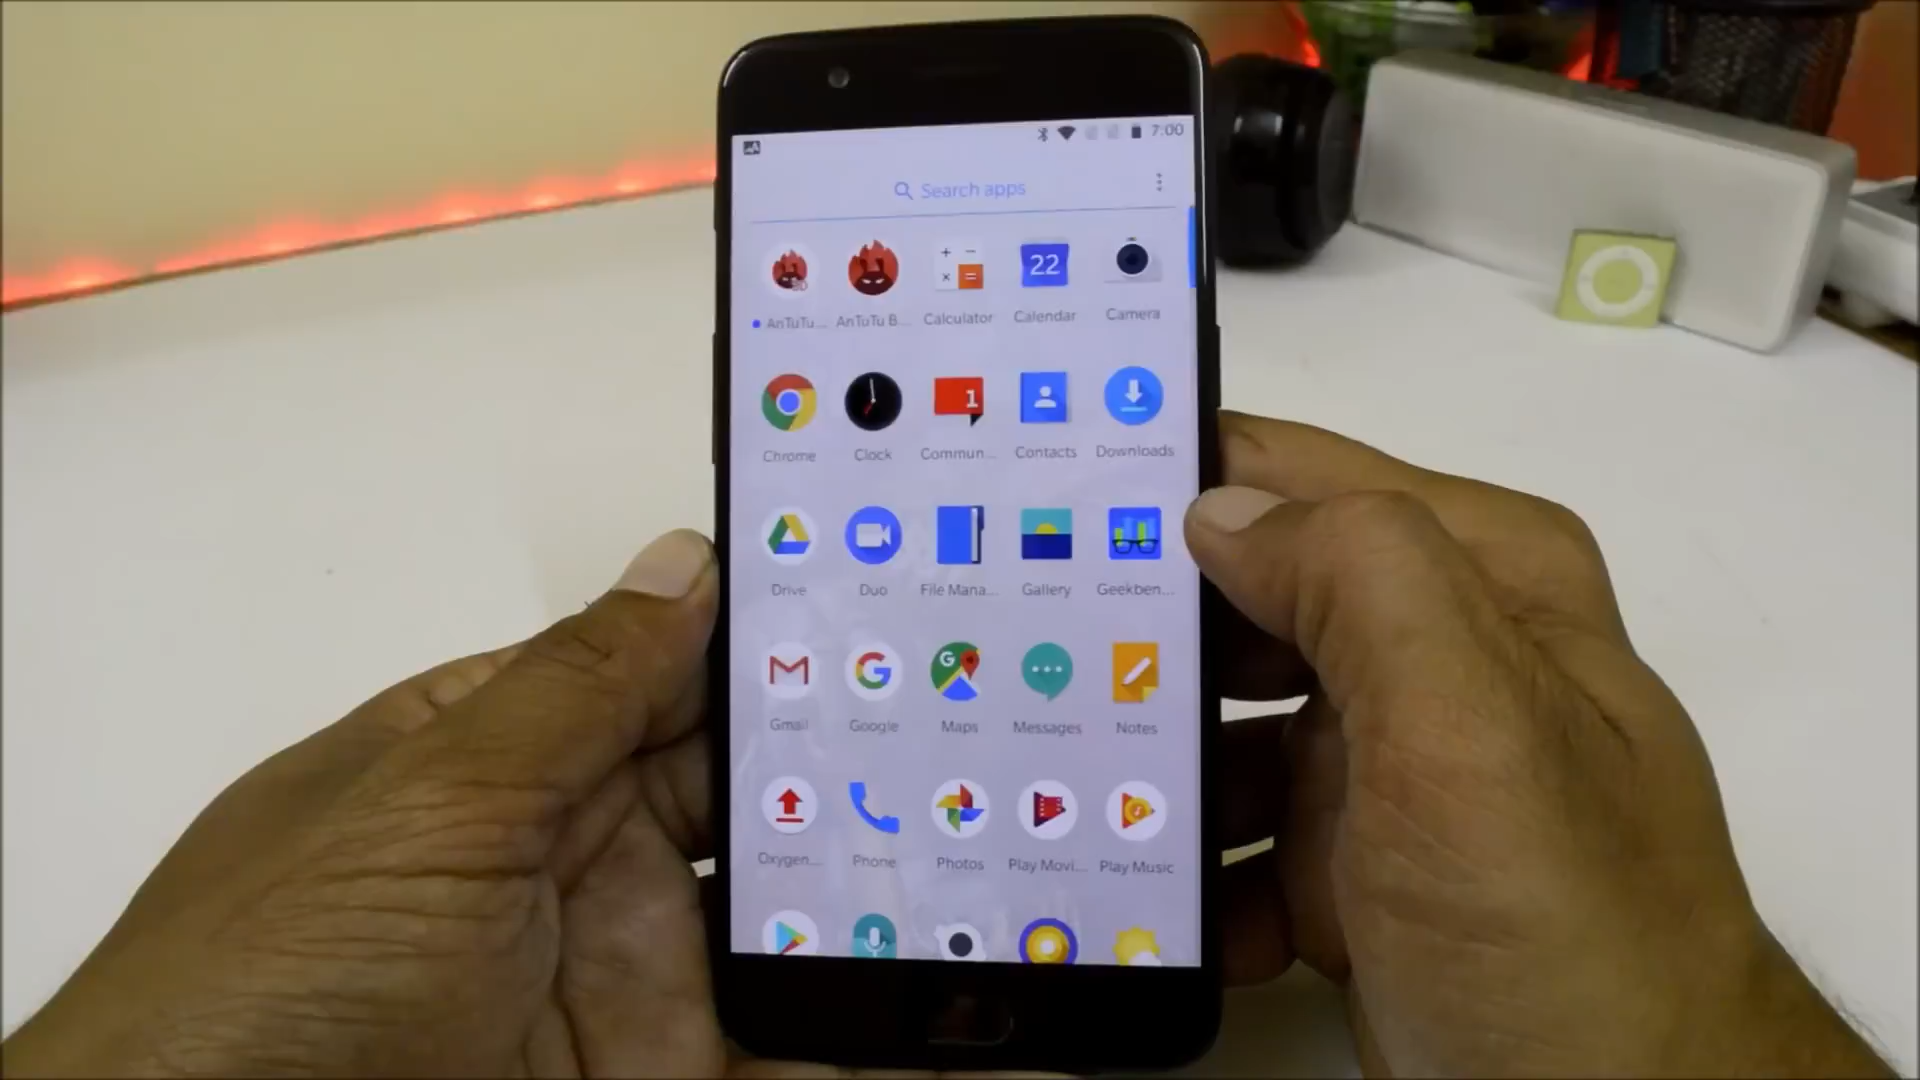 7:00
Search apps
22
AnTuTu... AnTuTu B... Calculator Calendar Camera
1
Chrome Clock Commun... Contacts Downloads
Drive Duo File Mana... Gallery Geekben...
G G
Gmail Google Maps Messages Notes
Oxygen... Phone Photos Play Movi... Play Music